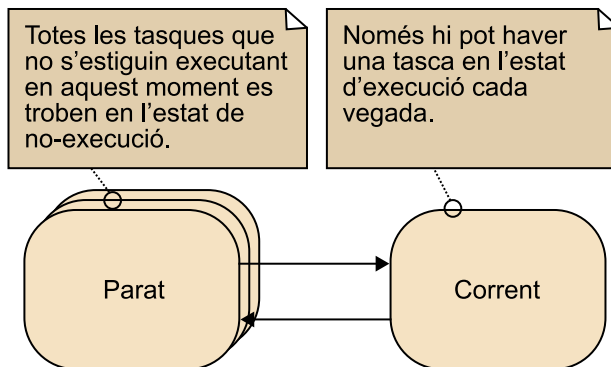 Totes les tasques que
no s’estiguin executant
en aquest moment es
troben en l’estat de
no-execució.
Només hi pot haver
una tasca en l’estat
d’execució cada
vegada.
Parat
Corrent